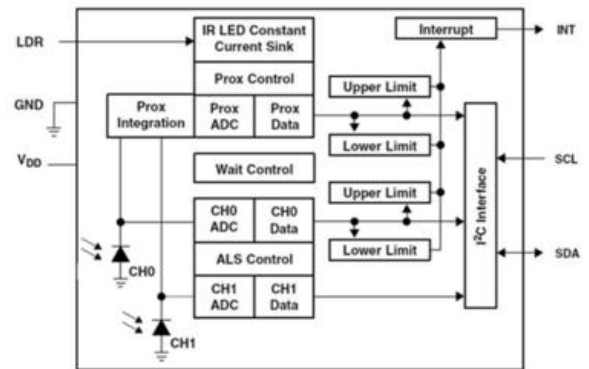 IR LED Constant
Current Sink
Interrupt
INT
LDR
Prox Control
Upper Limit
GND
Prox
Integration
Prox
ADC
Prox
Data
Lower Limit
VDD
Wait Control
SCL
Upper Limit
CH0
ADC
CH0
Data
I²C Interface
Lower Limit
SDA
ALS Control
CH0
CH1
ADC
CH1
Data
CH1